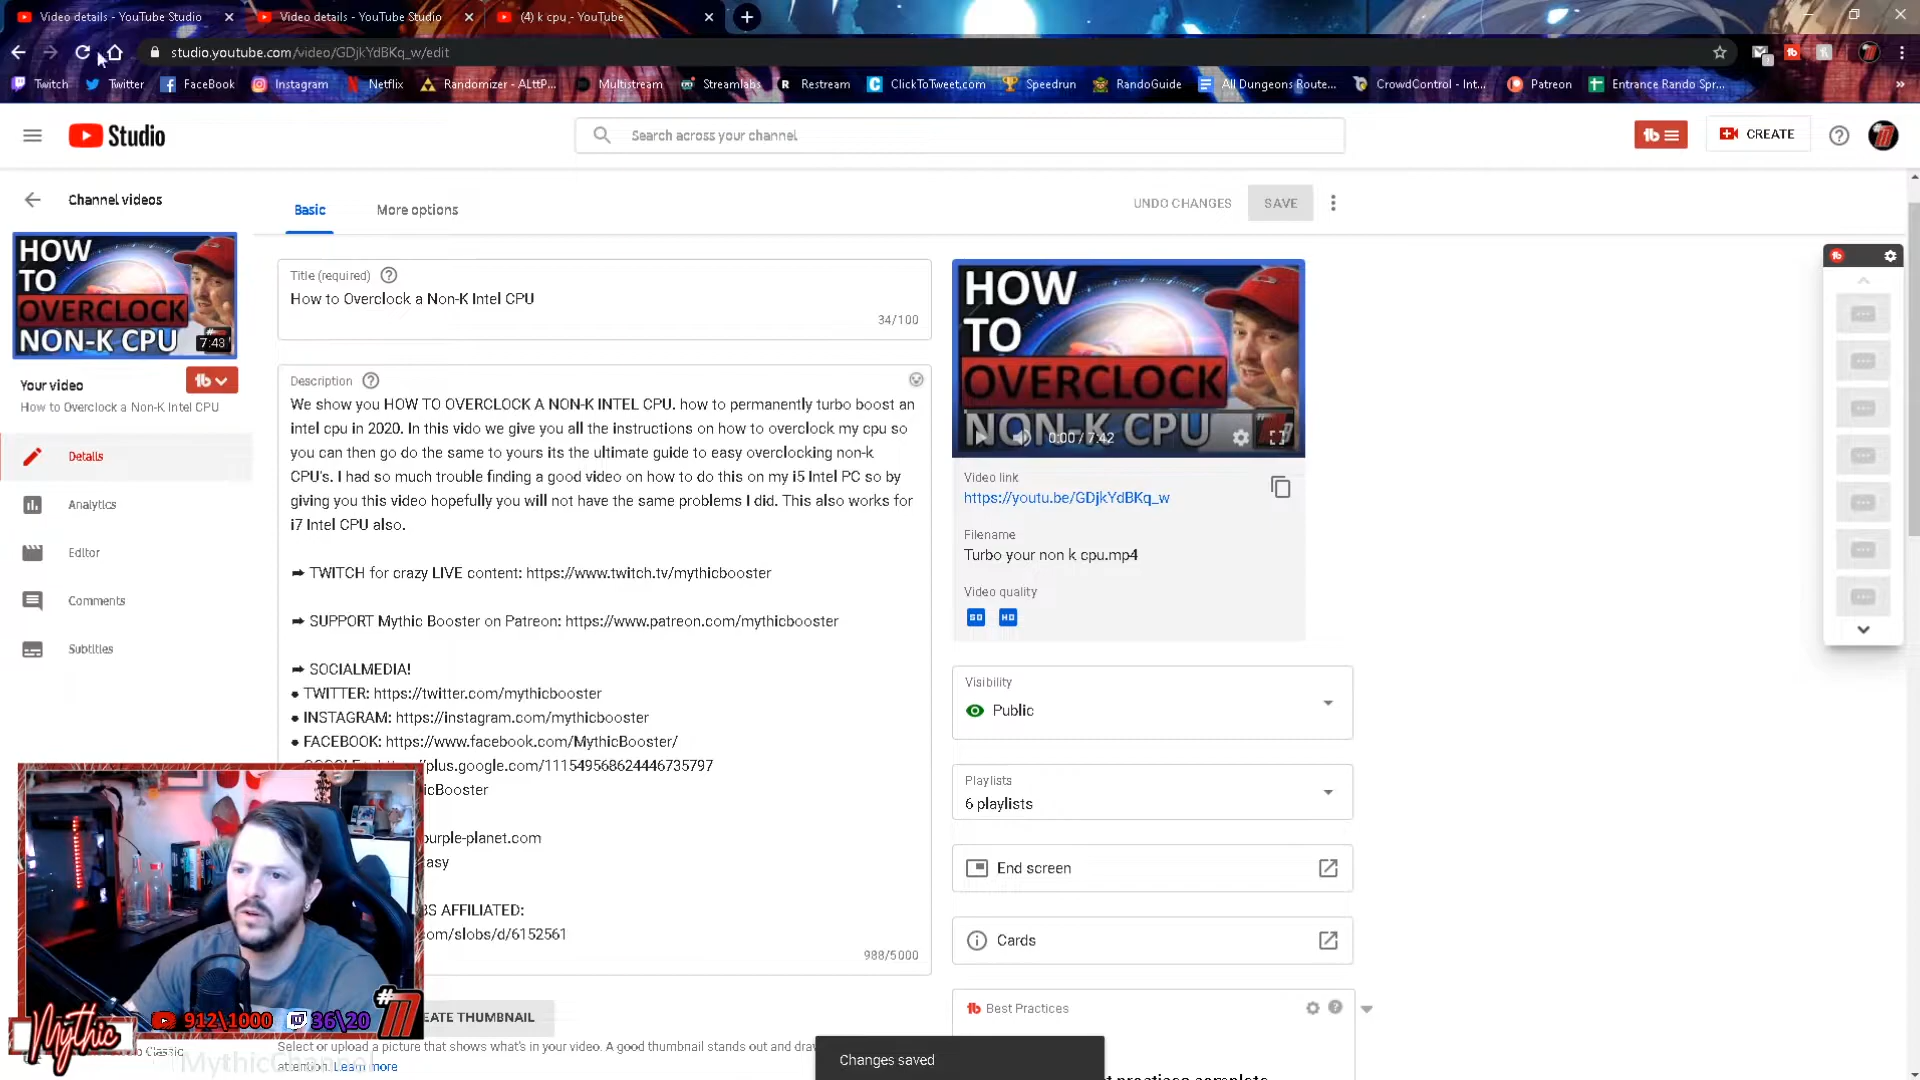 Video details - YouTube Studio
Video details - YouTube Studio
(4) k cpu - YouTube
studio.youtube.com/video/GDjkYdBKq_w/edit
Twitch
Twitter
FaceBook
Instagram
Netflix
Randomizer - ALttP...
Multistream
Streamlabs
Restream
ClickToTweet.com
Speedrun
RandoGuide
All Dungeons Route...
CrowdControl - Int...
Patreon
Entrance Rando Spr...
Studio
Search across your channel
CREATE
Channel videos
Basic
More options
UNDO CHANGES
SAVE
HOW
TO
OVERCLOCK
NON-K CPU
7:43
Your video
How to Overclock a Non-K Intel CPU
Details
Analytics
Editor
Comments
Subtitles
Title (required)
How to Overclock a Non-K Intel CPU
34/100
Description
We show you HOW TO OVERCLOCK A NON-K INTEL CPU. how to permanently turbo boost an
intel cpu in 2020. In this vido we give you all the instructions on how to overclock my cpu so
you can then go do the same to yours its the ultimate guide to easy overclocking non-k
CPU's. I had so much trouble finding a good video on how to do this on my i5 Intel PC so by
giving you this video hopefully you will not have the same problems I did. This also works for
i7 Intel CPU also.
➡ TWITCH for crazy LIVE content: https://www.twitch.tv/mythicbooster
➡ SUPPORT Mythic Booster on Patreon: https://www.patreon.com/mythicbooster
➡ SOCIALMEDIA!
● TWITTER: https://twitter.com/mythicbooster
● INSTAGRAM: https://instagram.com/mythicbooster
● FACEBOOK: https://www.facebook.com/MythicBooster/
/plus.google.com/111549568624446735797
icBooster
ourple-planet.com
asy
BS AFFILIATED:
com/slobs/d/6152561
988/5000
HOW
TO
OVERCLOCK
NON-K CPU
0:00 / 7:42
Video link
https://youtu.be/GDjkYdBKq_w
Filename
Turbo your non k cpu.mp4
Video quality
SD HD
Visibility
Public
Playlists
6 playlists
End screen
Cards
Best Practices
EATE THUMBNAIL
Select or upload a picture that shows what's in your video. A good thumbnail stands out and draw
attention. Learn more
Changes saved
Mythic
912\1000
36\20
MythicChannel